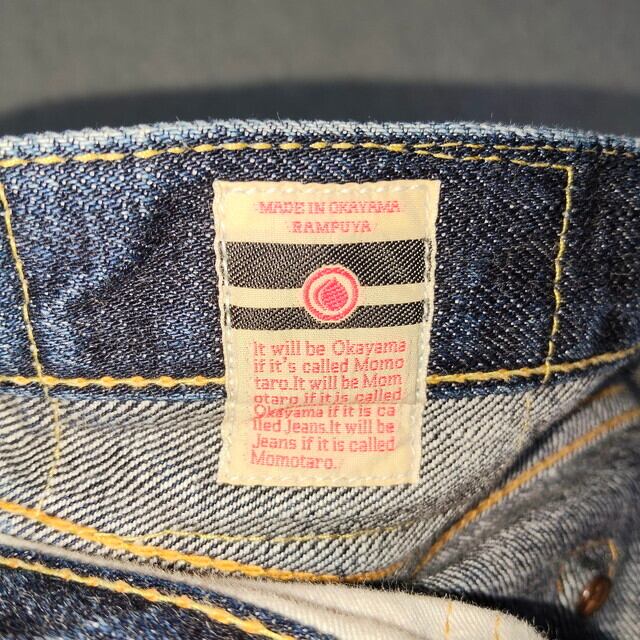 MADE IN OKAYAMA
RAMPUYA
It will be Okayama
if it's called Momo
taro.It will be Mom
otaro if it is called
Okayama if it is ca
lled Jeans.It will be
Jeans if it is called
Momotaro.